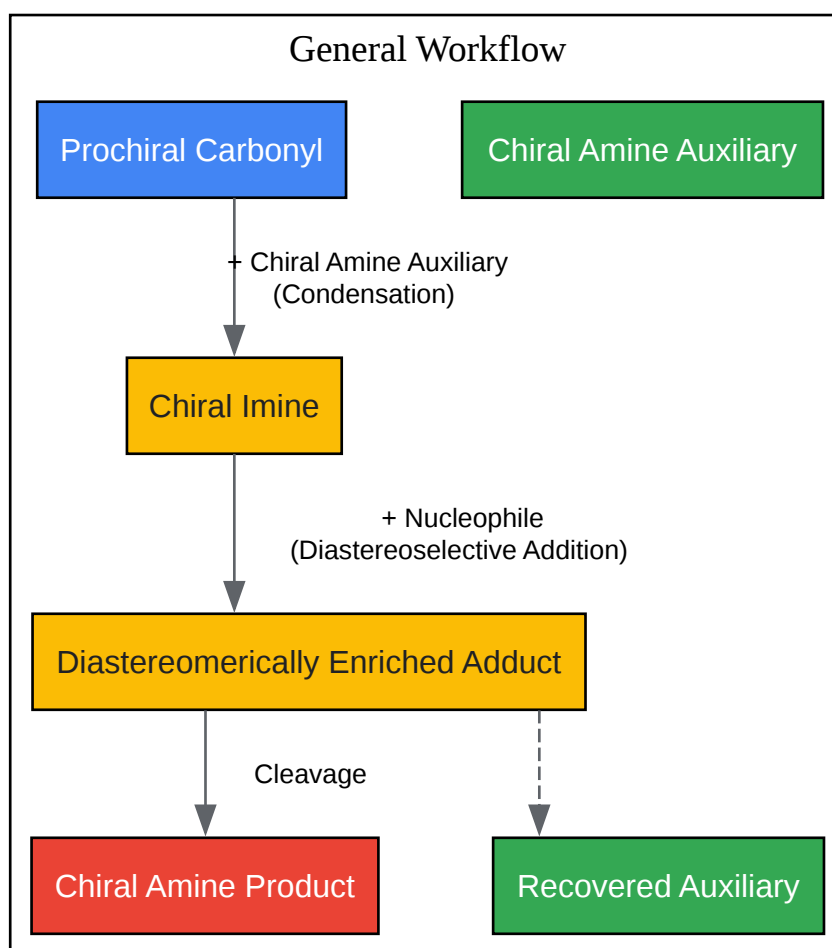 General Workflow
Prochiral Carbonyl
Chiral Amine Auxiliary
+ Chiral Amine Auxiliary
(Condensation)
Chiral Imine
+ Nucleophile
(Diastereoselective Addition)
Diastereomerically Enriched Adduct
Cleavage
Chiral Amine Product
Recovered Auxiliary